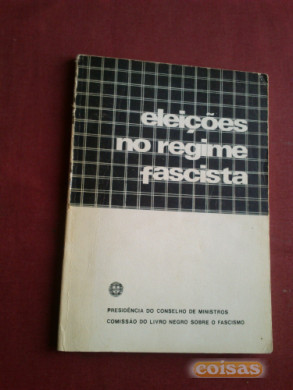 eleições
no regime
fascista
PRESIDÊNCIA DO CONSELHO DE MINISTROS
COMISSÃO DO LIVRO NEGRO SOBRE O FASCISMO
coisas